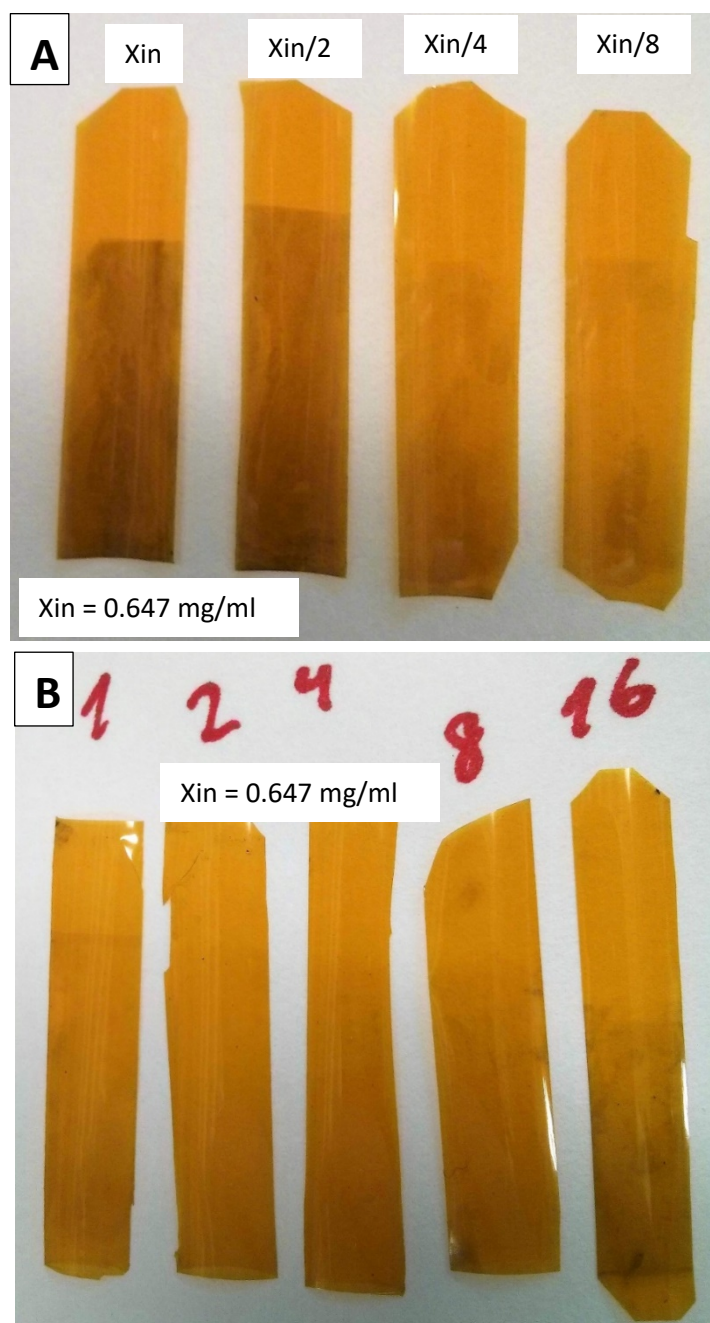 A
Xin
Xin/2
Xin/4
Xin/8
Xin = 0.647 mg/ml
B
1
2
4
8
16
Xin = 0.647 mg/ml